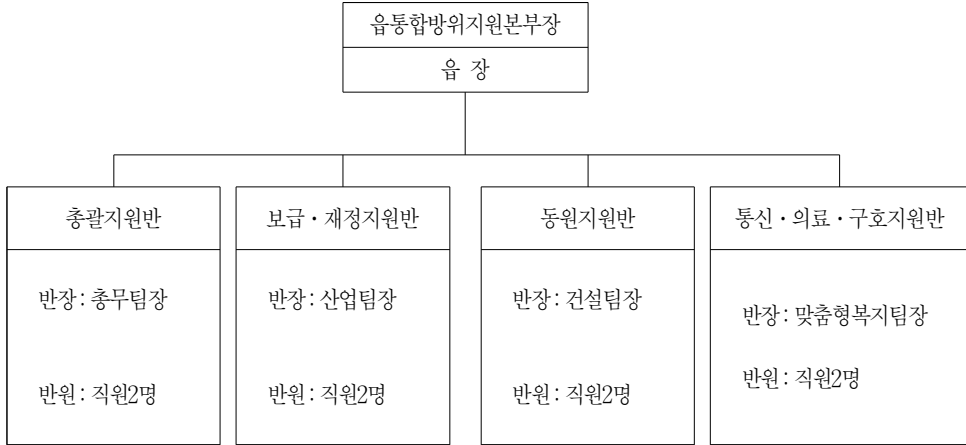 읍통합방위지원본부장
읍 장
총괄지원반
반장 : 총무팀장
반원 : 직원2명
보급·재정지원반
반장 : 산업팀장
반원 : 직원2명
동원지원반
반장 : 건설팀장
반원 : 직원2명
통신·의료·구호지원반
반장 : 맞춤형복지팀장
반원 : 직원2명